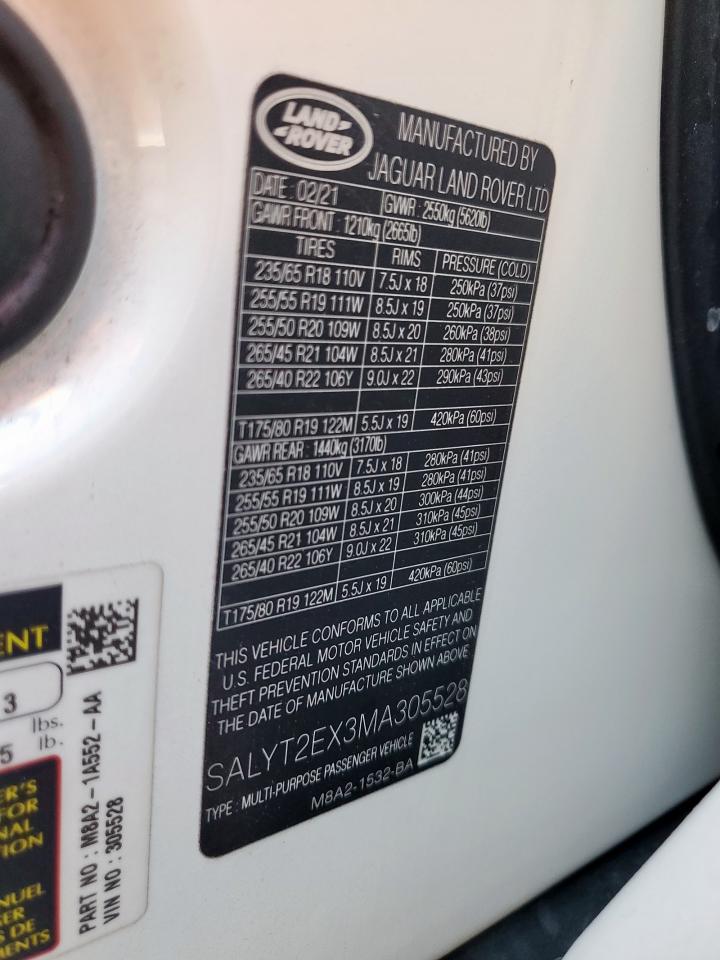 LAND
ROVER
MANUFACTURED BY
JAGUAR LAND ROVER LTD
DATE : 02/21 GVWR : 2550kg (5620lb)
GAWR FRONT : 1210kg (2665lb)
TIRES RIMS PRESSURE (COLD)
235/65 R18 110V 7.5J x 18 250kPa (37psi)
255/55 R19 111W 8.5J x 19 250kPa (37psi)
255/50 R20 109W 8.5J x 20 260kPa (38psi)
265/45 R21 104W 8.5J x 21 280kPa (41psi)
265/40 R22 106Y 9.0J x 22 290kPa (43psi)
T175/80 R19 122M 5.5J x 19 420kPa (60psi)
GAWR REAR : 1440kg (3170lb)
235/65 R18 110V 7.5J x 18 280kPa (41psi)
255/55 R19 111W 8.5J x 19 280kPa (41psi)
255/50 R20 109W 8.5J x 20 300kPa (44psi)
265/45 R21 104W 8.5J x 21 310kPa (45psi)
265/40 R22 106Y 9.0J x 22 310kPa (45psi)
T175/80 R19 122M 5.5J x 19 420kPa (60psi)
THIS VEHICLE CONFORMS TO ALL APPLICABLE
U.S. FEDERAL MOTOR VEHICLE SAFETY AND
THEFT PREVENTION STANDARDS IN EFFECT ON
THE DATE OF MANUFACTURE SHOWN ABOVE
SALYT2EX3MA305528
TYPE : MULTI-PURPOSE PASSENGER VEHICLE
M8A2-1532-BA
ENT
3
lbs.
5 lb.
ER'S
FOR
NAL
TION
NUEL
GER
S DE
MENTS
PART NO : M8A2-1A552-AA
VIN NO : 305528